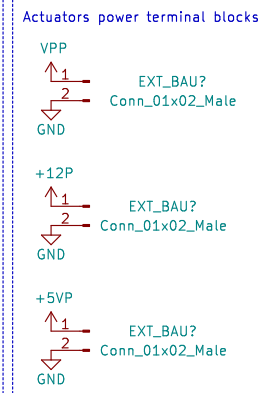 Actuators power terminal blocks
VPP
1
EXT_BAU?
2
Conn_01x02_Male
GND
+12P
1
EXT_BAU?
2
Conn_01x02_Male
GND
+5VP
1
EXT_BAU?
2
Conn_01x02_Male
GND